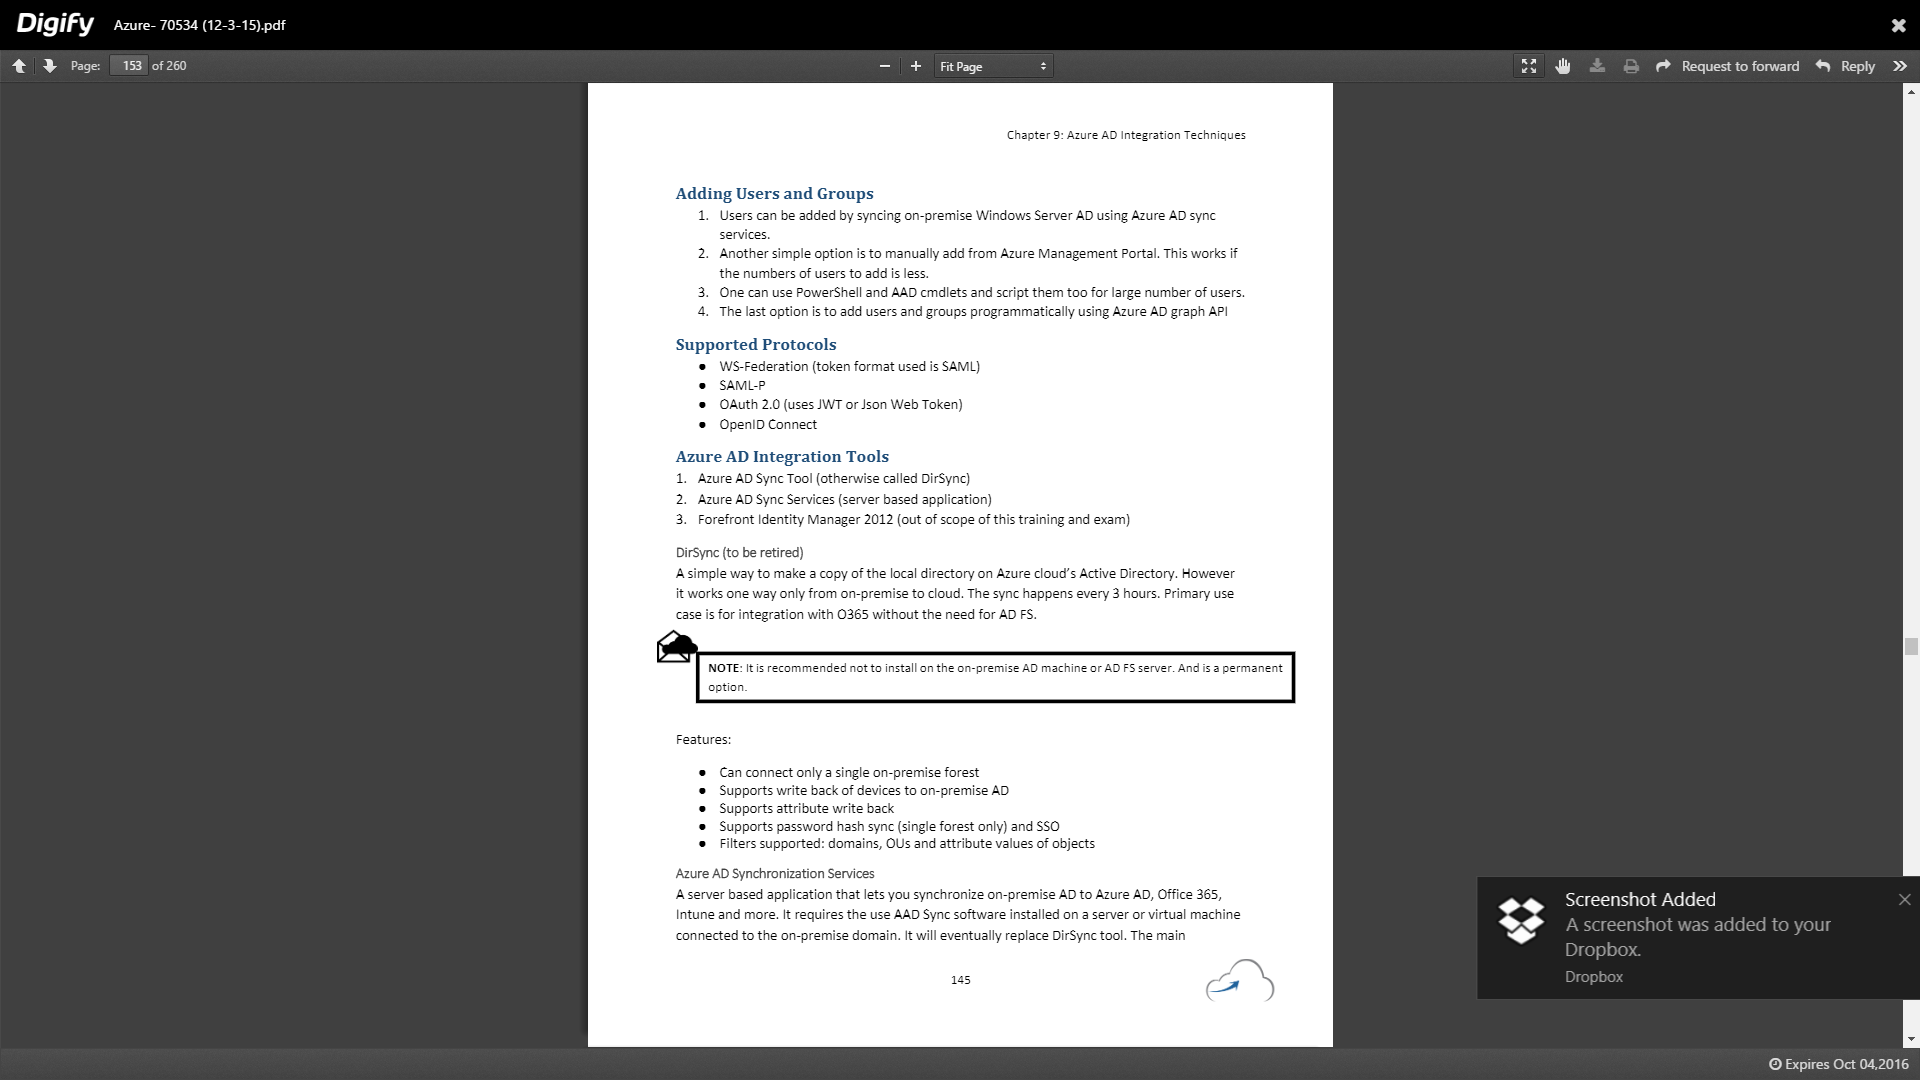 Digify Azure- 70534 (12-3-15).pdf
Page: 153 of 260 Fit Page Request to forward Reply
Chapter 9: Azure AD Integration Techniques
Adding Users and Groups
1. Users can be added by syncing on-premise Windows Server AD using Azure AD sync
services.
2. Another simple option is to manually add from Azure Management Portal. This works if
the numbers of users to add is less.
3. One can use PowerShell and AAD cmdlets and script them too for large number of users.
4. The last option is to add users and groups programmatically using Azure AD graph API
Supported Protocols
● WS-Federation (token format used is SAML)
● SAML-P
● OAuth 2.0 (uses JWT or Json Web Token)
● OpenID Connect
Azure AD Integration Tools
1. Azure AD Sync Tool (otherwise called DirSync)
2. Azure AD Sync Services (server based application)
3. Forefront Identity Manager 2012 (out of scope of this training and exam)
DirSync (to be retired)
A simple way to make a copy of the local directory on Azure cloud’s Active Directory. However
it works one way only from on-premise to cloud. The sync happens every 3 hours. Primary use
case is for integration with O365 without the need for AD FS.
NOTE: It is recommended not to install on the on-premise AD machine or AD FS server. And is a permanent
option.
Features:
● Can connect only a single on-premise forest
● Supports write back of devices to on-premise AD
● Supports attribute write back
● Supports password hash sync (single forest only) and SSO
● Filters supported: domains, OUs and attribute values of objects
Azure AD Synchronization Services
A server based application that lets you synchronize on-premise AD to Azure AD, Office 365,
Intune and more. It requires the use AAD Sync software installed on a server or virtual machine
connected to the on-premise domain. It will eventually replace DirSync tool. The main
145
Screenshot Added
A screenshot was added to your
Dropbox.
Dropbox
Expires Oct 04,2016